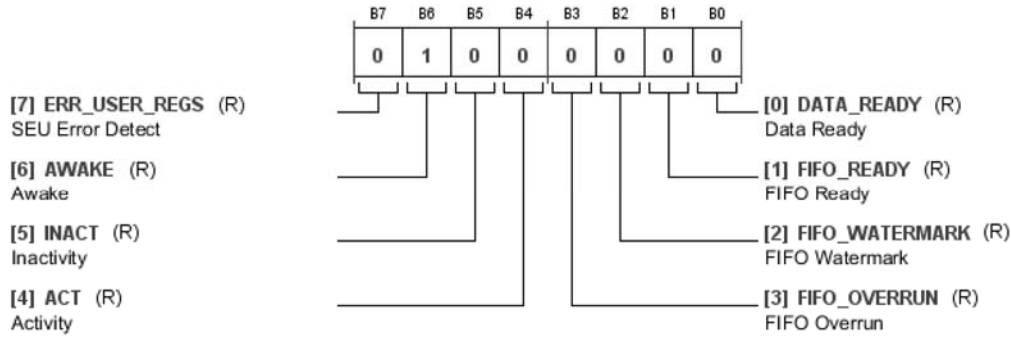 B7 B6 B5 B4 B3 B2 B1 B0
0 1 0 0 0 0 0 0
[7] ERR_USER_REGS (R)
SEU Error Detect
[6] AWAKE (R)
Awake
[5] INACT (R)
Inactivity
[4] ACT (R)
Activity
[0] DATA_READY (R)
Data Ready
[1] FIFO_READY (R)
FIFO Ready
[2] FIFO_WATERMARK (R)
FIFO Watermark
[3] FIFO_OVERRUN (R)
FIFO Overrun